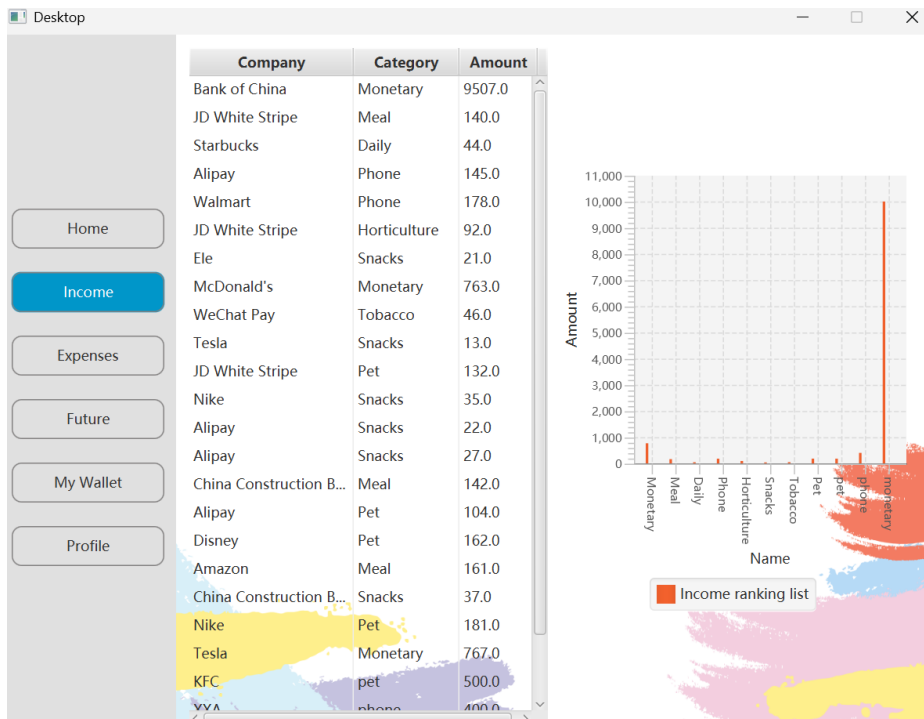 Desktop
Company Category Amount
Bank of China Monetary 9507.0
JD White Stripe Meal 140.0
Starbucks Daily 44.0
Alipay Phone 145.0
Walmart Phone 178.0
JD White Stripe Horticulture 92.0
Ele Snacks 21.0
McDonald's Monetary 763.0
WeChat Pay Tobacco 46.0
Tesla Snacks 13.0
JD White Stripe Pet 132.0
Nike Snacks 35.0
Alipay Snacks 22.0
Alipay Snacks 27.0
China Construction B... Meal 142.0
Alipay Pet 104.0
Disney Pet 162.0
Amazon Meal 161.0
China Construction B... Snacks 37.0
Nike Pet 181.0
Tesla Monetary 767.0
KFC pet 500.0
XYA phone 400.0
Home
Income
Expenses
Future
My Wallet
Profile
11,000
10,000
9,000
8,000
7,000
6,000
5,000
4,000
3,000
2,000
1,000
0
Amount
Monetary
Meal
Daily
Phone
Horticulture
Snacks
Tobacco
Pet
pet
phone
monetary
Name
Income ranking list